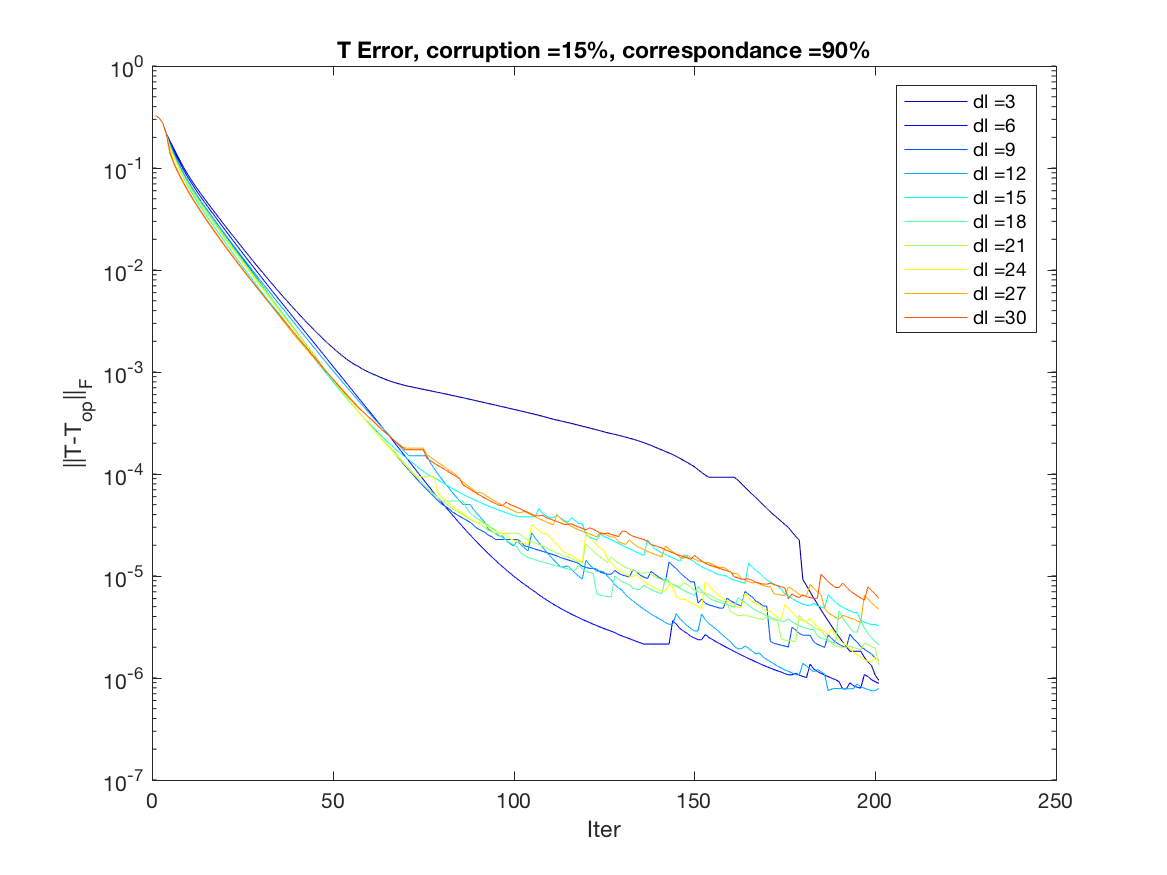 T Error, corruption =15%, correspondance =90%
10^0
10^-1
10^-2
10^-3
10^-4
10^-5
10^-6
10^-7
||T-T_op||_F
0 50 100 150 200 250
Iter
dl =3
dl =6
dl =9
dl =12
dl =15
dl =18
dl =21
dl =24
dl =27
dl =30